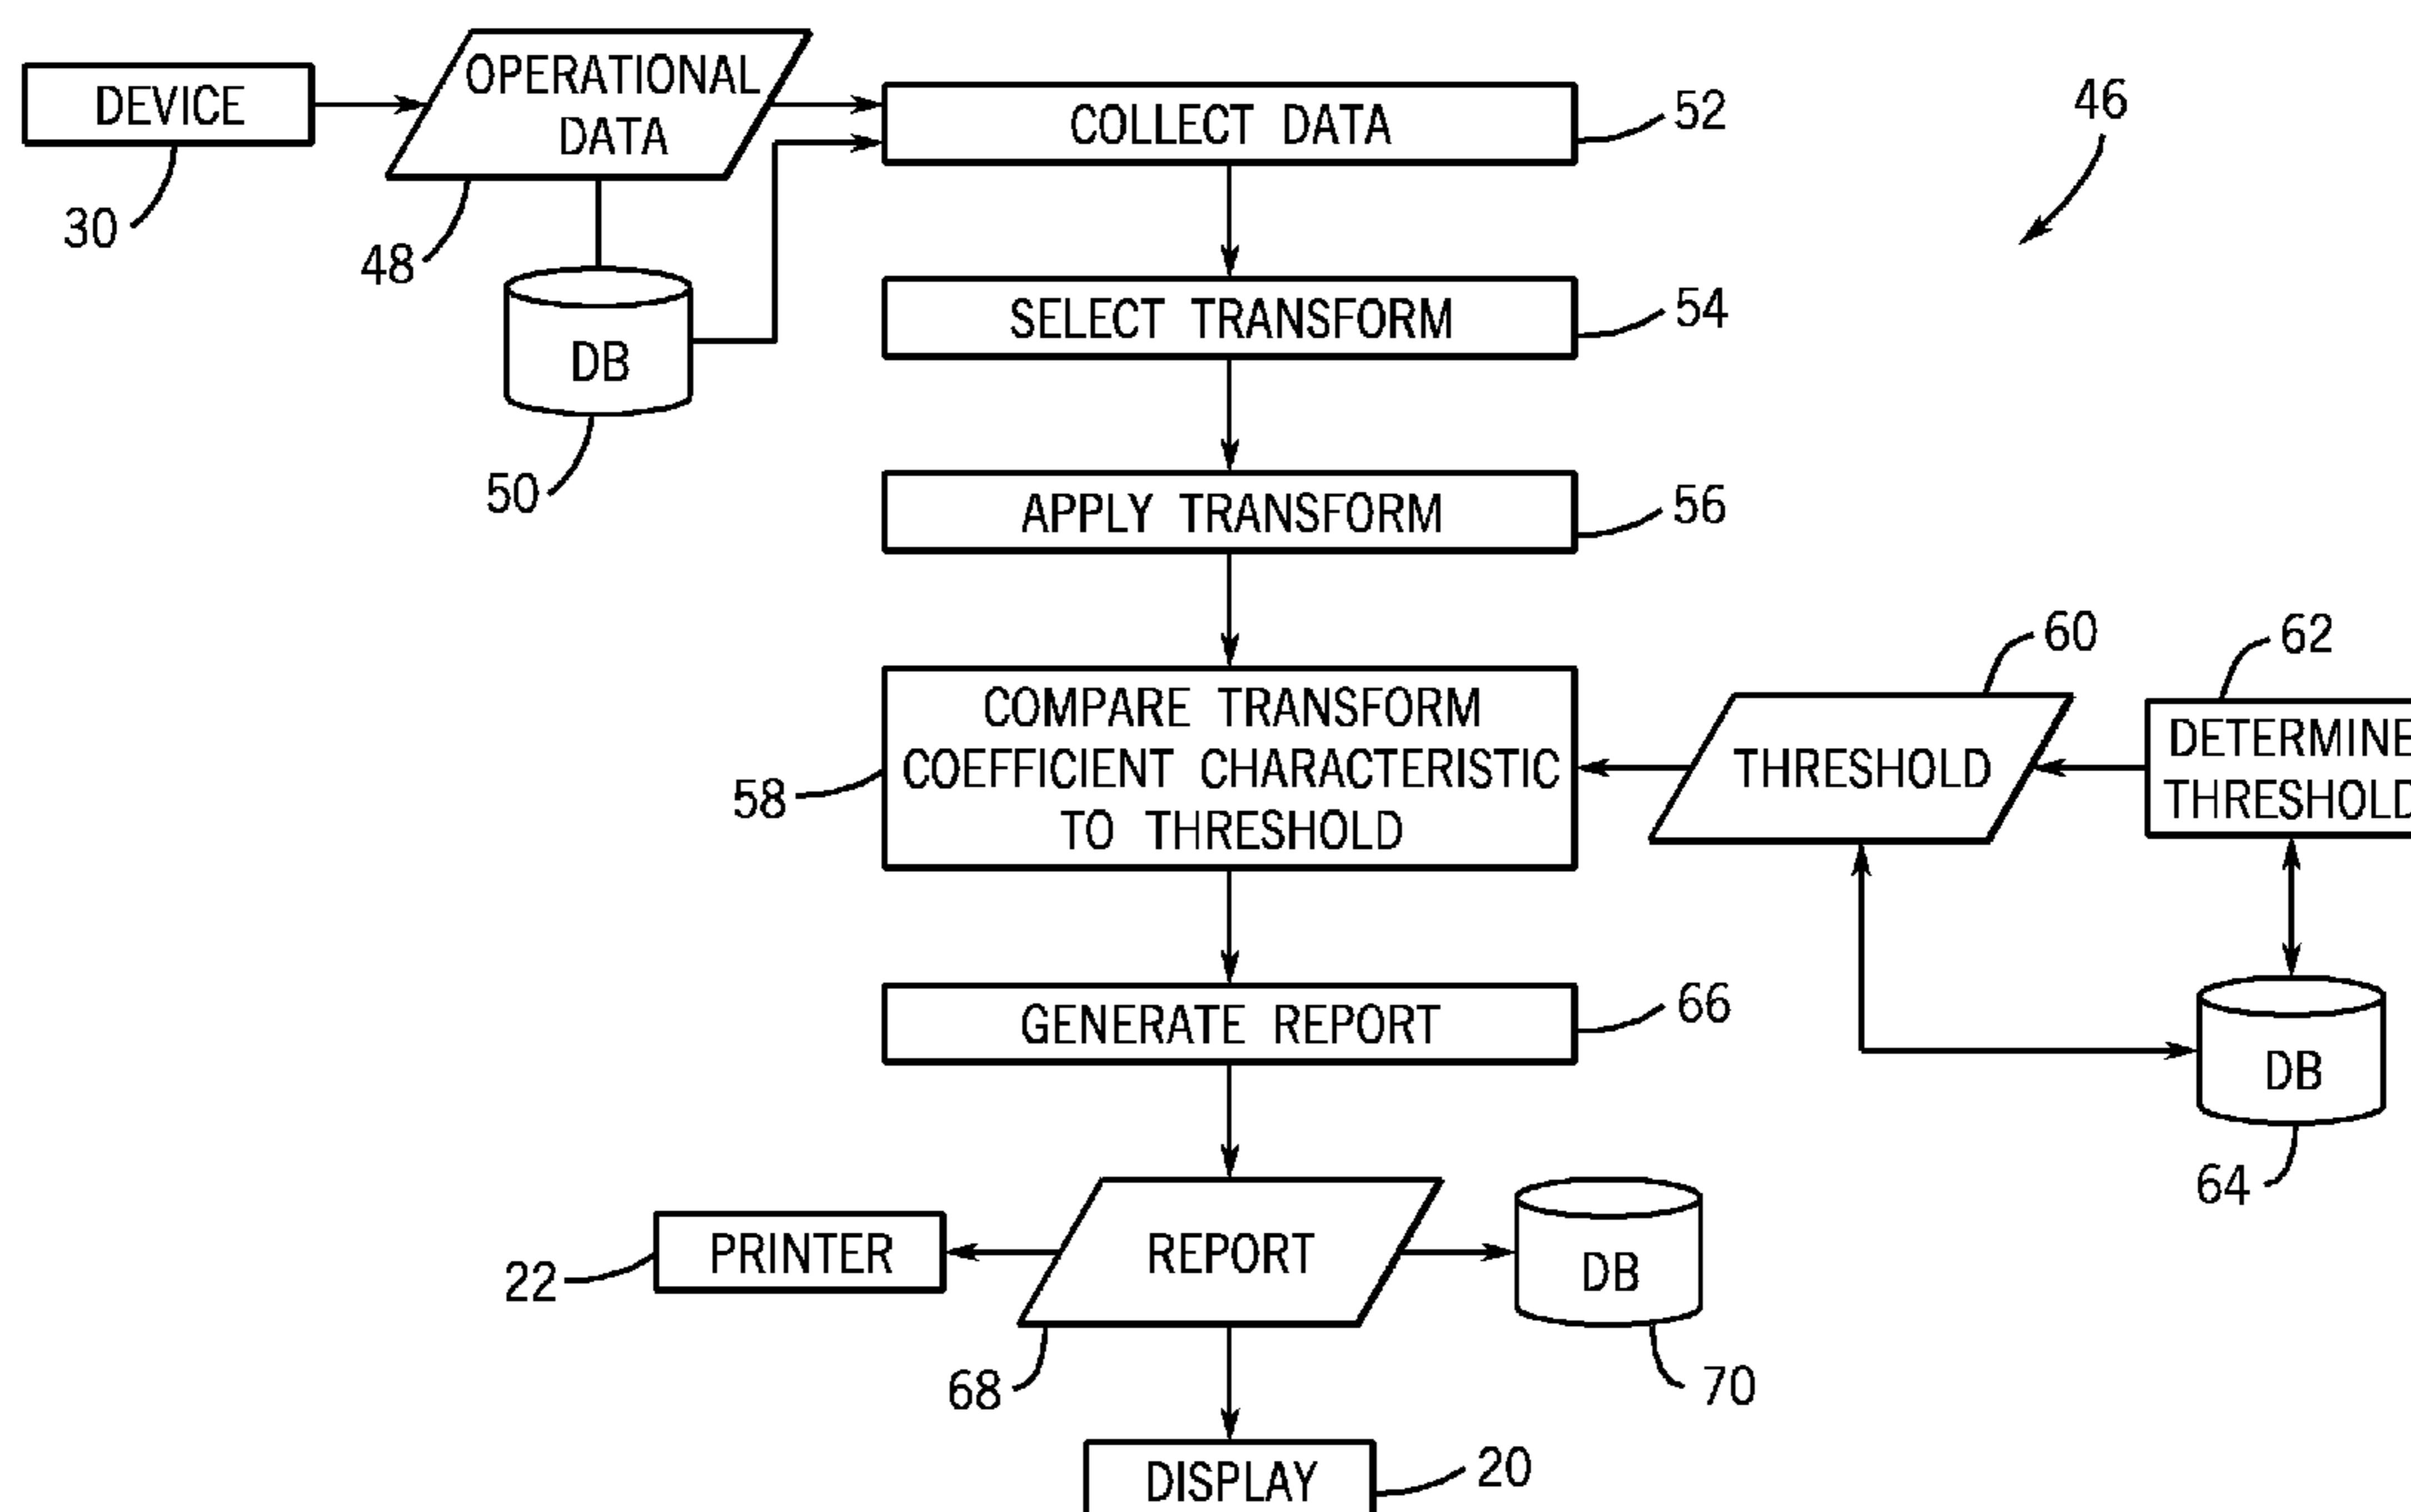 DEVICE
30
OPERATIONAL
DATA
48
DB
50
COLLECT DATA
52
46
SELECT TRANSFORM
54
APPLY TRANSFORM
56
COMPARE TRANSFORM
COEFFICIENT CHARACTERISTIC
TO THRESHOLD
58
THRESHOLD
60
DETERMINE
THRESHOLD
62
DB
64
GENERATE REPORT
66
PRINTER
22
REPORT
68
DB
70
DISPLAY
20